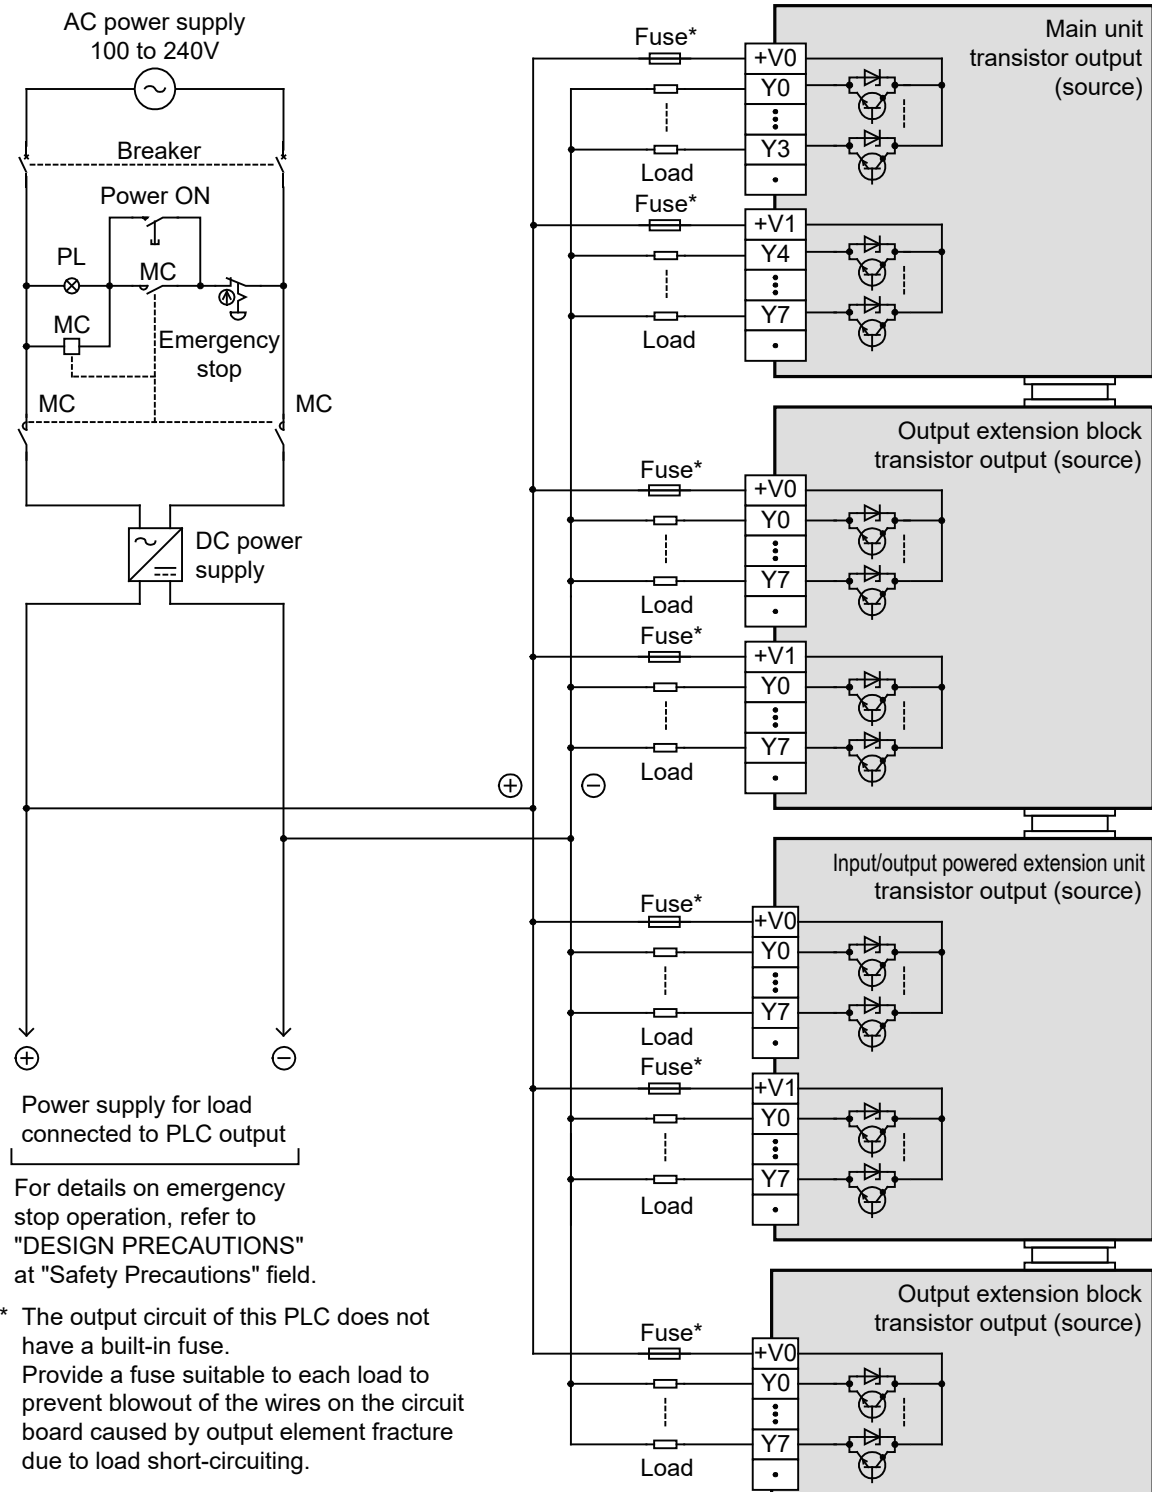 AC power supply
100 to 240V
Breaker
Power ON
PL
MC
MC
Emergency
stop
MC
MC
DC power
supply
Power supply for load
connected to PLC output
For details on emergency
stop operation, refer to
"DESIGN PRECAUTIONS"
at "Safety Precautions" field.
* The output circuit of this PLC does not
have a built-in fuse.
Provide a fuse suitable to each load to
prevent blowout of the wires on the circuit
board caused by output element fracture
due to load short-circuiting.
Main unit
transistor output
(source)
Fuse*
+V0
Y0
Y3
Load
Fuse*
+V1
Y4
Y7
Load
Output extension block
transistor output (source)
Fuse*
+V0
Y0
Y7
Load
Fuse*
+V1
Y0
Y7
Load
Input/output powered extension unit
transistor output (source)
Fuse*
+V0
Y0
Y7
Load
Fuse*
+V1
Y0
Y7
Load
Output extension block
transistor output (source)
Fuse*
+V0
Y0
Y7
Load